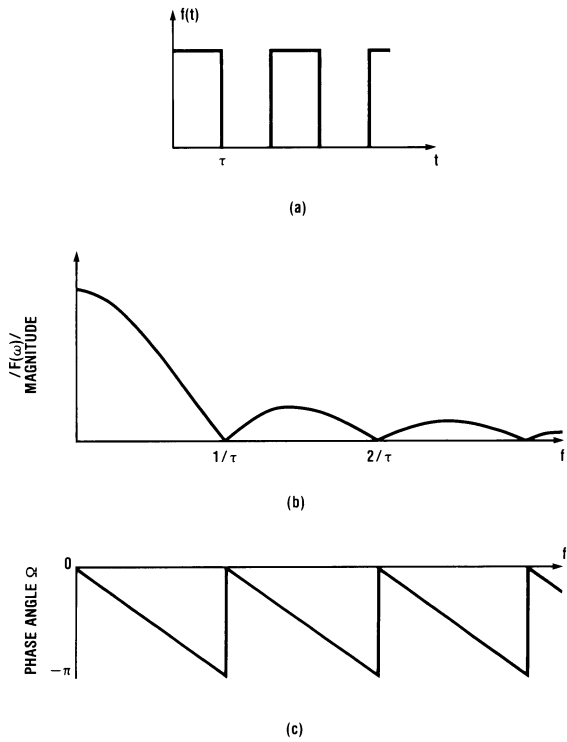 f(t)
τ
t
(a)
/F(ω)/
MAGNITUDE
1/τ
2/τ
f
(b)
0
f
PHASE ANGLE Ω
−π
(c)